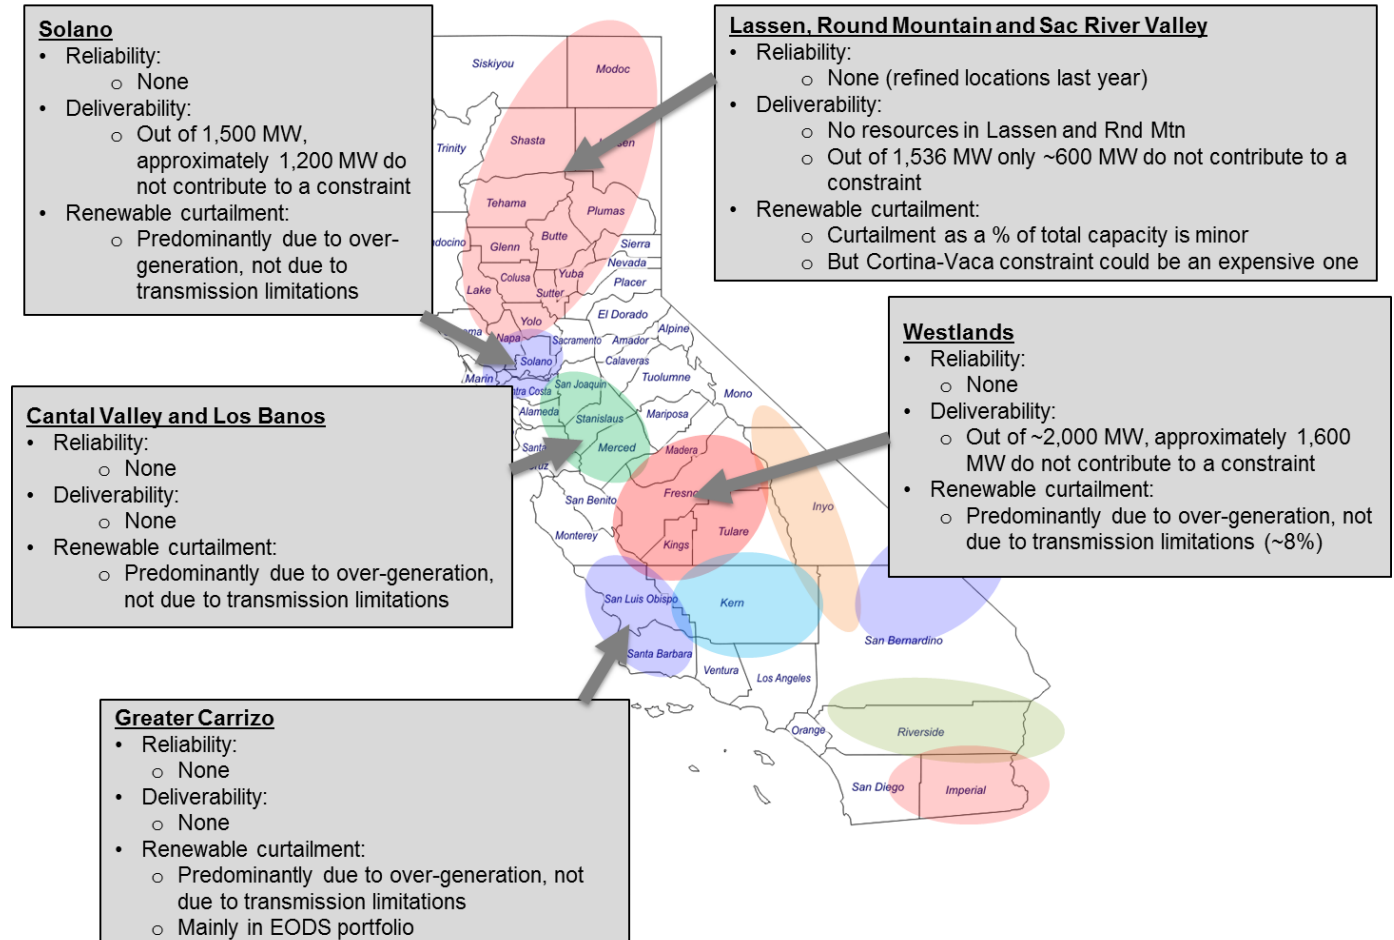 Solano
• Reliability:
o None
• Deliverability:
o Out of 1,500 MW,
approximately 1,200 MW do
not contribute to a constraint
• Renewable curtailment:
o Predominantly due to over-
generation, not due to
transmission limitations
Lassen, Round Mountain and Sac River Valley
• Reliability:
o None (refined locations last year)
• Deliverability:
o No resources in Lassen and Rnd Mtn
o Out of 1,536 MW only ~600 MW do not contribute to a
constraint
• Renewable curtailment:
o Curtailment as a % of total capacity is minor
o But Cortina-Vaca constraint could be an expensive one
Westlands
• Reliability:
o None
• Deliverability:
o Out of ~2,000 MW, approximately 1,600
MW do not contribute to a constraint
• Renewable curtailment:
o Predominantly due to over-generation, not
due to transmission limitations (~8%)
Cantal Valley and Los Banos
• Reliability:
o None
• Deliverability:
o None
• Renewable curtailment:
o Predominantly due to over-generation,
not due to transmission limitations
Greater Carrizo
• Reliability:
o None
• Deliverability:
o None
• Renewable curtailment:
o Predominantly due to over-generation, not
due to transmission limitations
o Mainly in EODS portfolio
Siskiyou
Modoc
Trinity
Shasta
Tehama
Plumas
docino
Glenn
Butte
Sierra
Nevada
Colusa
Yuba
Placer
Lake
Sutter
Yolo
El Dorado
Napa
Sacramento
Amador
Alpine
Solano
Calaveras
Marin
ntra Costa
San Joaquin
Tuolumne
Mono
Alameda
Stanislaus
Mariposa
Santa
Merced
Madera
ruz
San Benito
Fresno
Inyo
Monterey
Kings
Tulare
San Luis Obispo
Kern
San Bernardino
Santa Barbara
Ventura
Los Angeles
Orange
Riverside
San Diego
Imperial